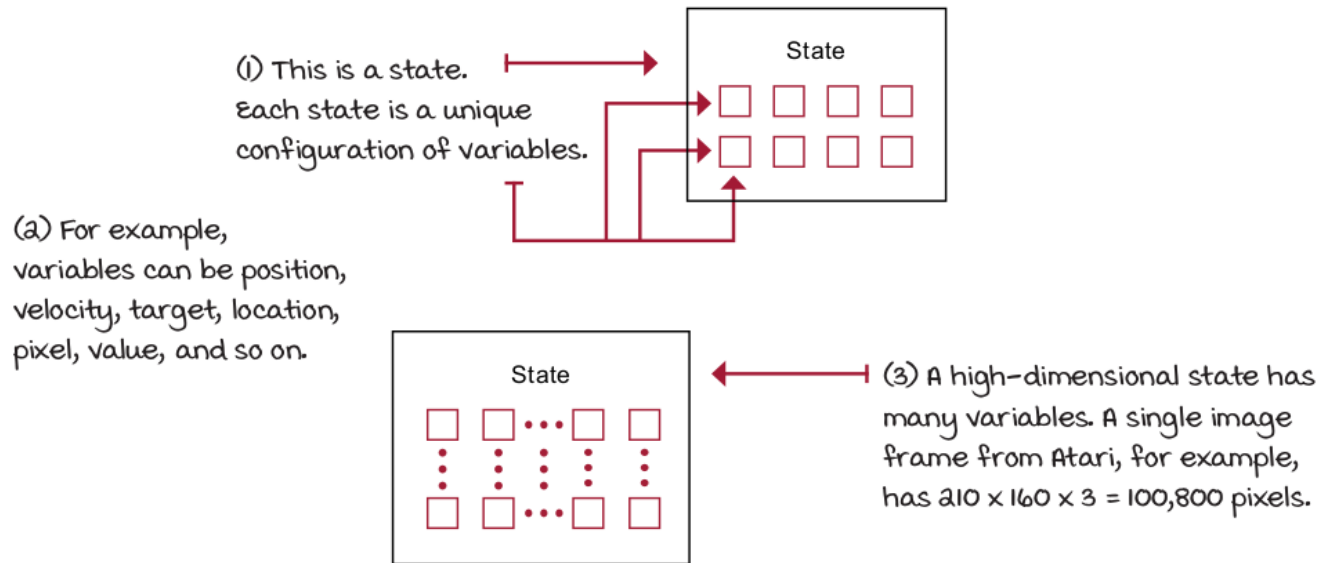 State
(1) This is a state.
Each state is a unique
configuration of variables.
(2) For example,
variables can be position,
velocity, target, location,
pixel, value, and so on.
State
(3) A high-dimensional state has
many variables. A single image
frame from Atari, for example,
has 210 x 160 x 3 = 100,800 pixels.